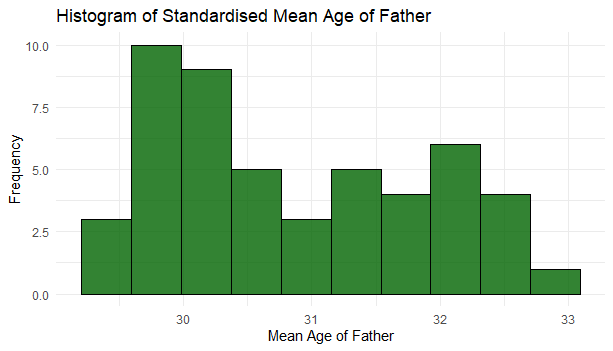 Histogram of Standardised Mean Age of Father
10.0
7.5
5.0
2.5
0.0
Frequency
30 31 32 33
Mean Age of Father